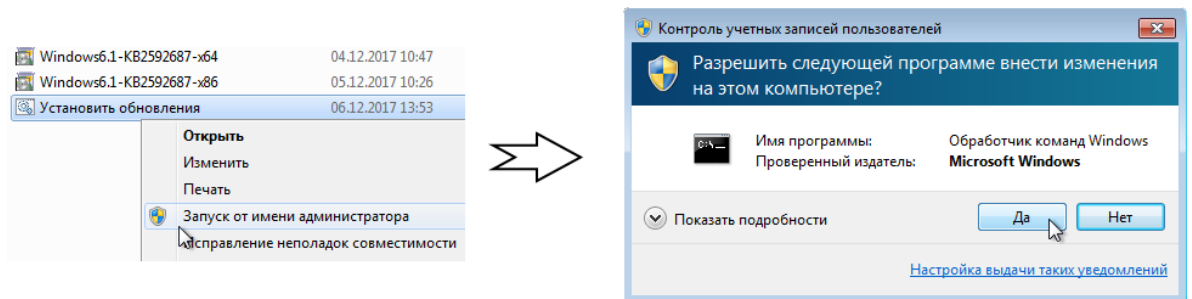 Windows6.1-KB2592687-x64 04.12.2017 10:47
Windows6.1-KB2592687-x86 05.12.2017 10:26
Установить обновления 06.12.2017 13:53
Открыть
Изменить
Печать
Запуск от имени администратора
Исправление неполадок совместимости
Контроль учетных записей пользователей
Разрешить следующей программе внести изменения
на этом компьютере?
C:\_
Имя программы: Обработчик команд Windows
Проверенный издатель: Microsoft Windows
Показать подробности Да Нет
Настройка выдачи таких уведомлений